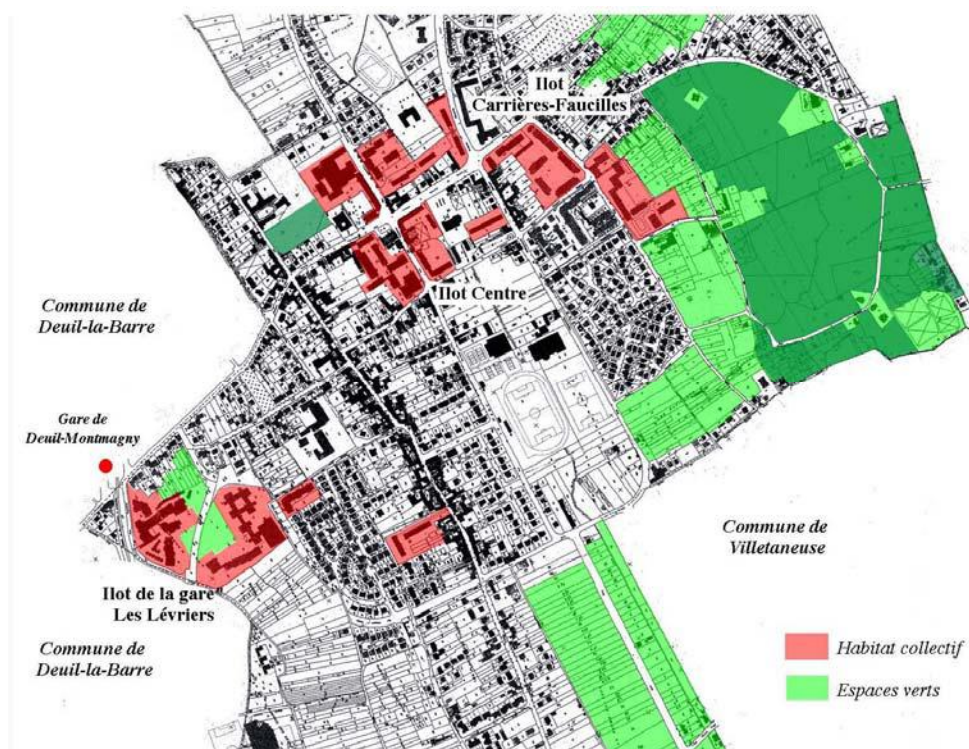 Ilot
Carrières-Faucilles
Commune de
Deuil-la-Barre
Ilot Centre
Gare de
Deuil-Montmagny
Commune de
Villetaneuse
Ilot de la gare"
Les Lévriers
Commune de
Deuil-la-Barre
Habitat collectif
Espaces verts